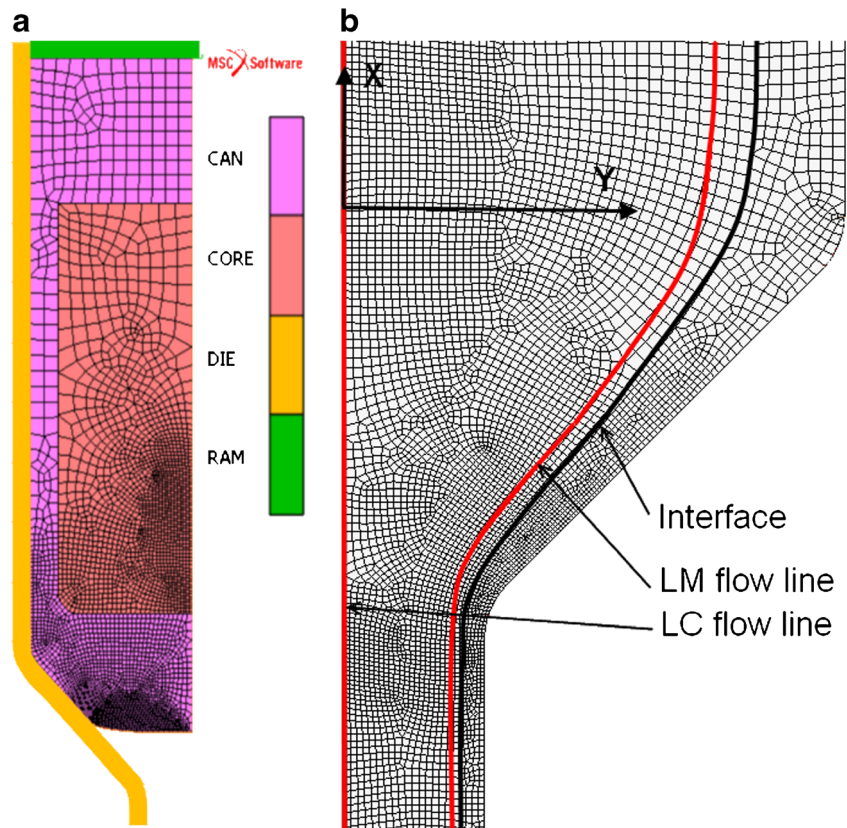 a
b
MSC Software
CAN
CORE
DIE
RAM
X
Y
Interface
LM flow line
LC flow line